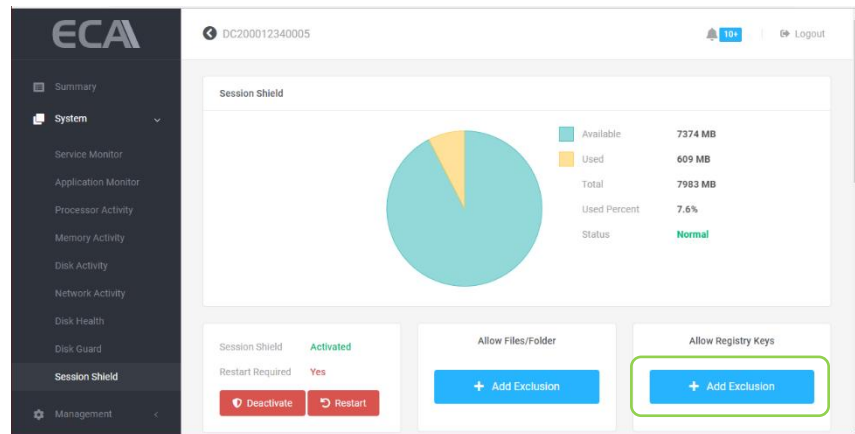 ECA
DC200012340005
10+
Logout
Summary
System
Service Monitor
Application Monitor
Processor Activity
Memory Activity
Disk Activity
Network Activity
Disk Health
Disk Guard
Session Shield
Management
Session Shield
Available 7374 MB
Used 609 MB
Total 7983 MB
Used Percent 7.6%
Status Normal
Session Shield Activated
Restart Required Yes
Deactivate Restart
Allow Files/Folder
+ Add Exclusion
Allow Registry Keys
+ Add Exclusion